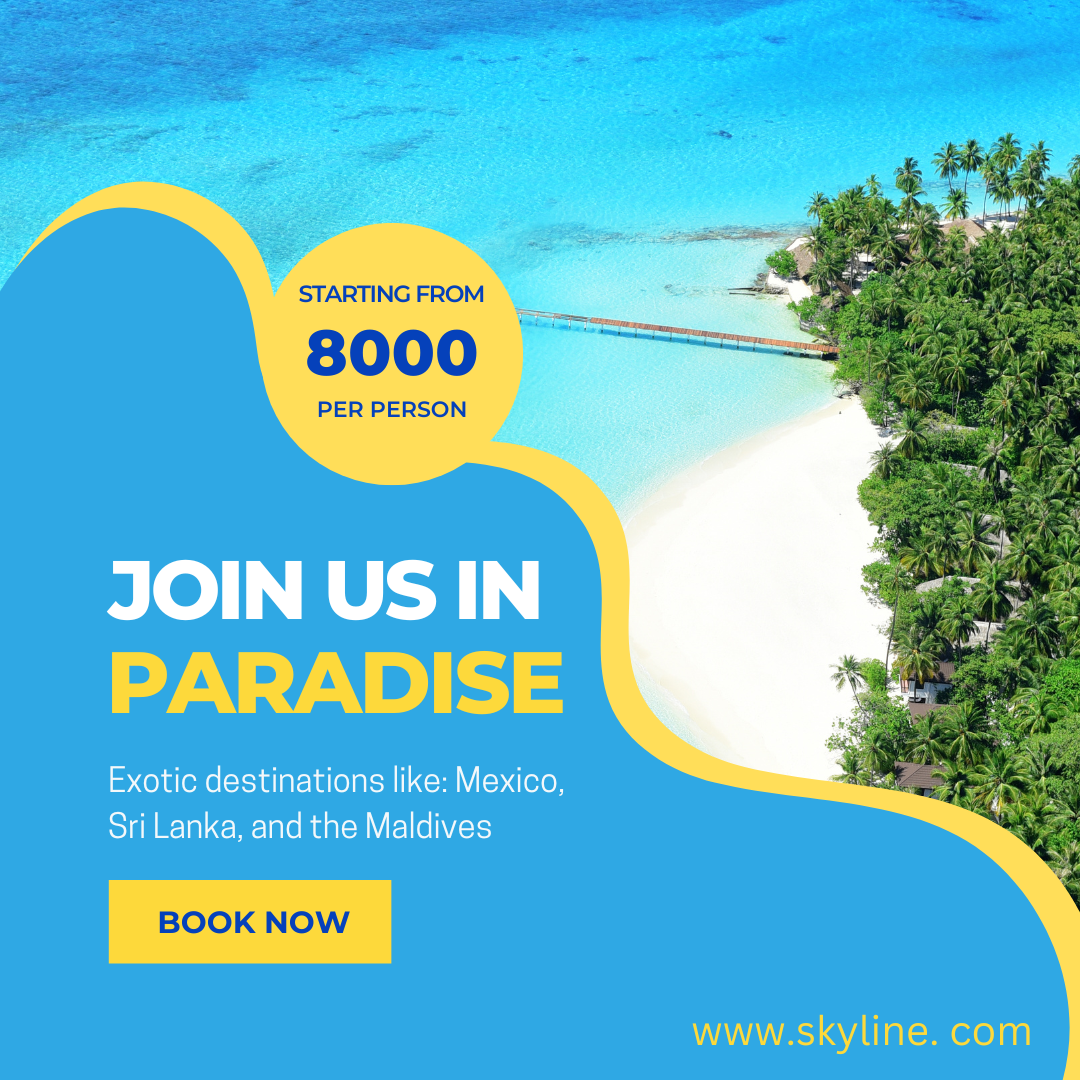 STARTING FROM
8000
PER PERSON
JOIN US IN
PARADISE
Exotic destinations like: Mexico,
Sri Lanka, and the Maldives
BOOK NOW
www.skyline. com